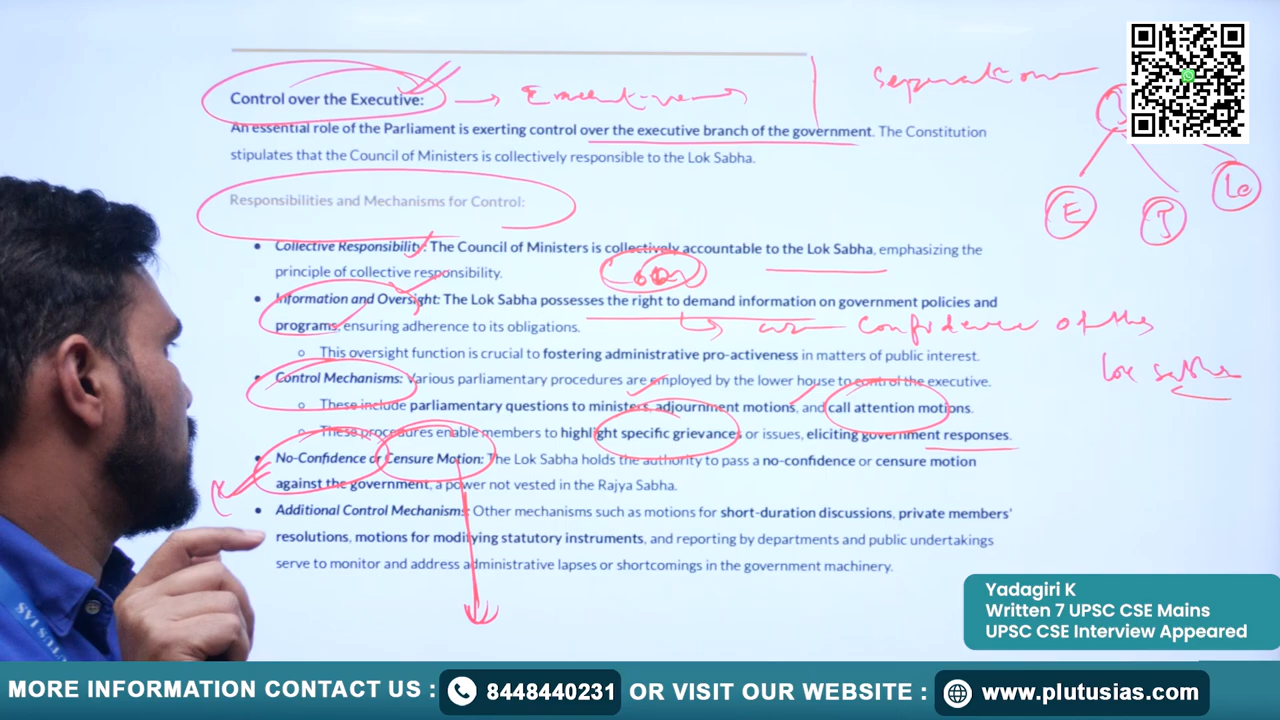 Control over the Executive:
Separation
An essential role of the Parliament is exerting control over the executive branch of the government. The Constitution
stipulates that the Council of Ministers is collectively responsible to the Lok Sabha.
E
J
Le
Responsibilities and Mechanisms for Control:
• Collective Responsibility: The Council of Ministers is collectively accountable to the Lok Sabha, emphasizing the
principle of collective responsibility.
• Information and Oversight: The Lok Sabha possesses the right to demand information on government policies and
programs, ensuring adherence to its obligations.
confidence of the
Lok Sabha
o This oversight function is crucial to fostering administrative pro-activeness in matters of public interest.
• Control Mechanisms: Various parliamentary procedures are employed by the lower house to control the executive.
o These include parliamentary questions to ministers, adjournment motions, and call attention motions.
o These procedures enable members to highlight specific grievances or issues, eliciting government responses.
• No-Confidence or Censure Motion: The Lok Sabha holds the authority to pass a no-confidence or censure motion
against the government, a power not vested in the Rajya Sabha.
• Additional Control Mechanisms: Other mechanisms such as motions for short-duration discussions, private members'
resolutions, motions for modifying statutory instruments, and reporting by departments and public undertakings
serve to monitor and address administrative lapses or shortcomings in the government machinery.
Yadagiri K
Written 7 UPSC CSE Mains
UPSC CSE Interview Appeared
MORE INFORMATION CONTACT US : 8448440231 OR VISIT OUR WEBSITE : www.plutusias.com